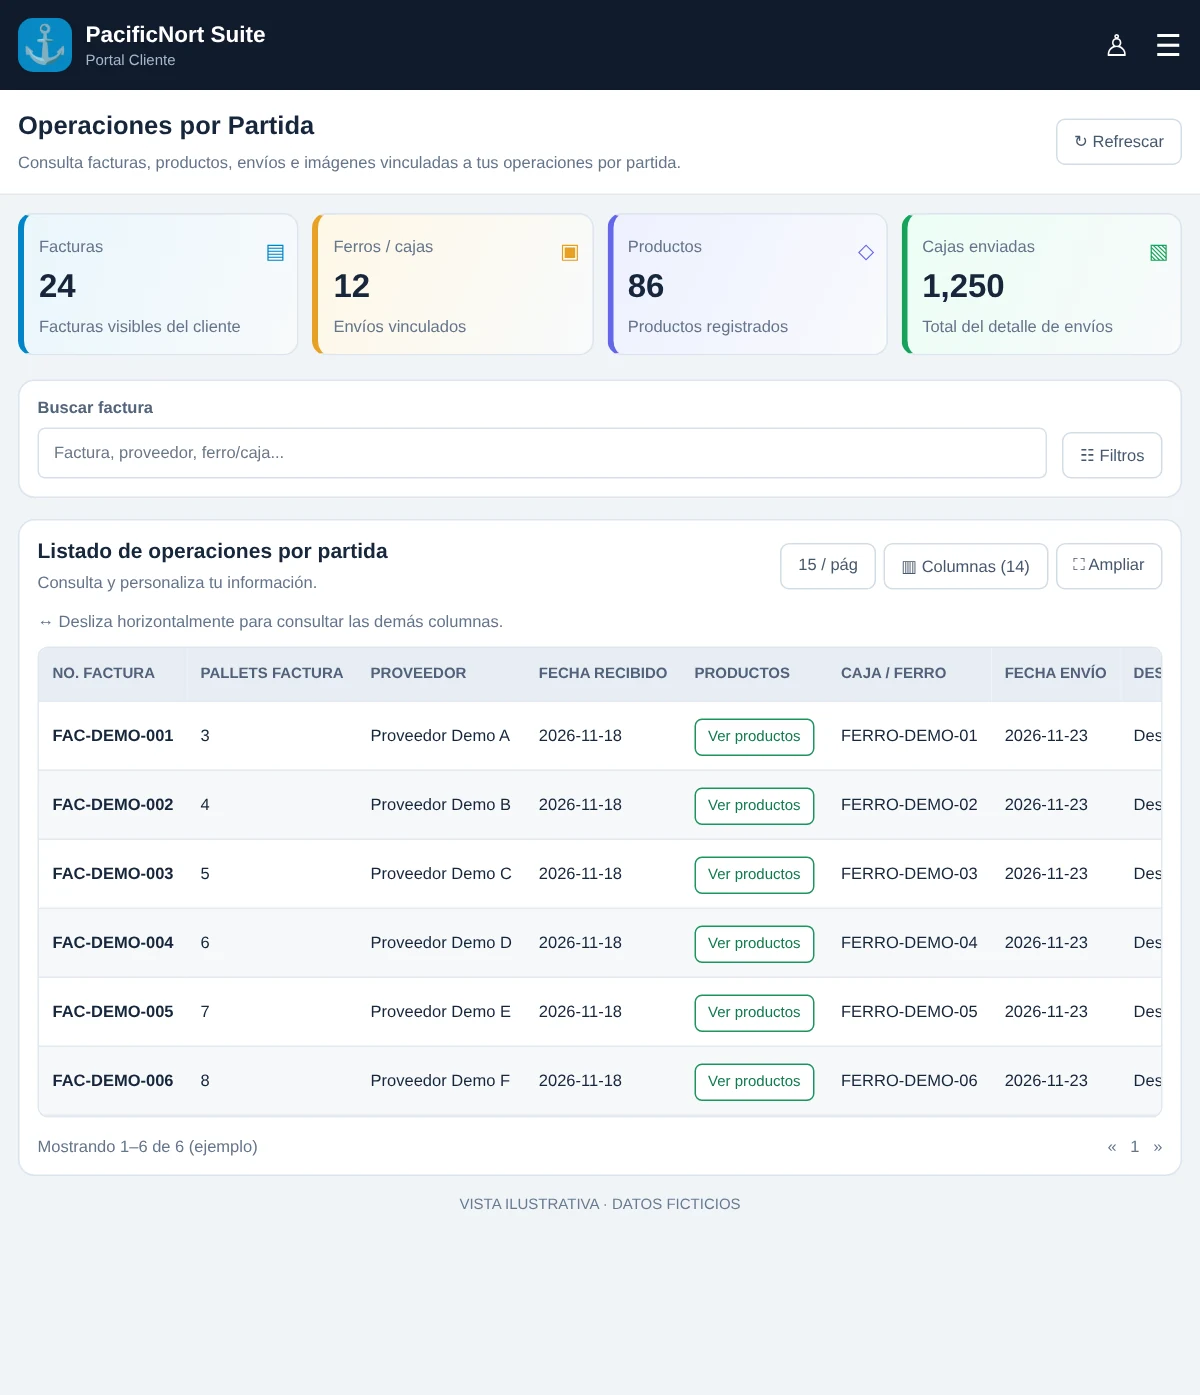 PacificNort Suite
Portal Cliente
Operaciones por Partida
Consulta facturas, productos, envíos e imágenes vinculadas a tus operaciones por partida.
↻ Refrescar
Facturas
24
Facturas visibles del cliente
Ferros / cajas
12
Envíos vinculados
Productos
86
Productos registrados
Cajas enviadas
1,250
Total del detalle de envíos
Buscar factura
Factura, proveedor, ferro/caja...
Filtros
Listado de operaciones por partida
Consulta y personaliza tu información.
15 / pág
Columnas (14)
Ampliar
↔ Desliza horizontalmente para consultar las demás columnas.
NO. FACTURA PALLETS FACTURA PROVEEDOR FECHA RECIBIDO PRODUCTOS CAJA / FERRO FECHA ENVÍO DES
FAC-DEMO-001 3 Proveedor Demo A 2026-11-18 Ver productos FERRO-DEMO-01 2026-11-23 Des
FAC-DEMO-002 4 Proveedor Demo B 2026-11-18 Ver productos FERRO-DEMO-02 2026-11-23 Des
FAC-DEMO-003 5 Proveedor Demo C 2026-11-18 Ver productos FERRO-DEMO-03 2026-11-23 Des
FAC-DEMO-004 6 Proveedor Demo D 2026-11-18 Ver productos FERRO-DEMO-04 2026-11-23 Des
FAC-DEMO-005 7 Proveedor Demo E 2026-11-18 Ver productos FERRO-DEMO-05 2026-11-23 Des
FAC-DEMO-006 8 Proveedor Demo F 2026-11-18 Ver productos FERRO-DEMO-06 2026-11-23 Des
Mostrando 1–6 de 6 (ejemplo)
« 1 »
VISTA ILUSTRATIVA · DATOS FICTICIOS